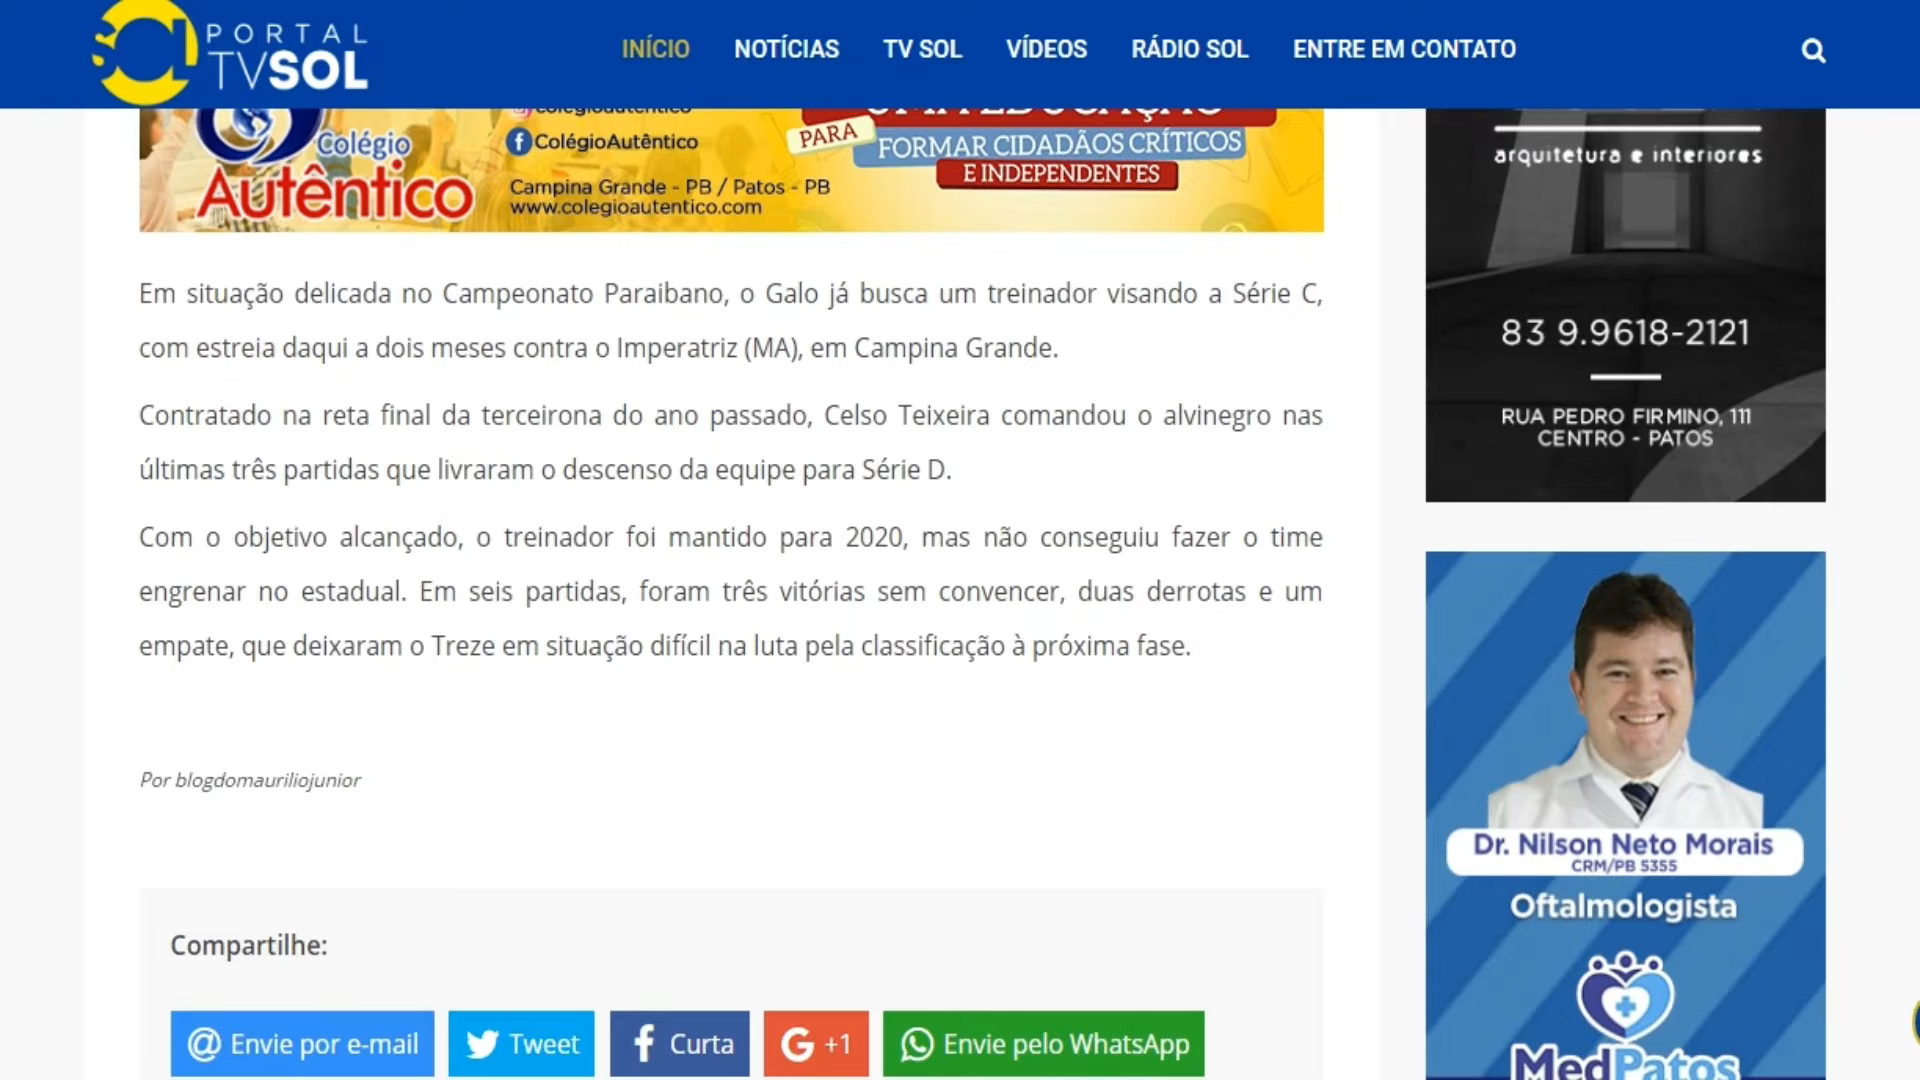 PORTAL
TVSOL
INÍCIO NOTÍCIAS TV SOL VÍDEOS RÁDIO SOL ENTRE EM CONTATO
Colégio
Autêntico
ColégioAutêntico
Campina Grande - PB / Patos - PB
www.colegioautentico.com
PARA
FORMAR CIDADÃOS CRÍTICOS
E INDEPENDENTES
Em situação delicada no Campeonato Paraibano, o Galo já busca um treinador visando a Série C,
com estreia daqui a dois meses contra o Imperatriz (MA), em Campina Grande.
Contratado na reta final da terceirona do ano passado, Celso Teixeira comandou o alvinegro nas
últimas três partidas que livraram o descenso da equipe para Série D.
Com o objetivo alcançado, o treinador foi mantido para 2020, mas não conseguiu fazer o time
engrenar no estadual. Em seis partidas, foram três vitórias sem convencer, duas derrotas e um
empate, que deixaram o Treze em situação difícil na luta pela classificação à próxima fase.
Por blogdomauriliojunior
Compartilhe:
Envie por e-mail
Tweet
Curta
G +1
Envie pelo WhatsApp
arquitetura e interiores
83 9.9618-2121
RUA PEDRO FIRMINO, 111
CENTRO - PATOS
Dr. Nilson Neto Morais
CRM/PB 5355
Oftalmologista
MedPatos